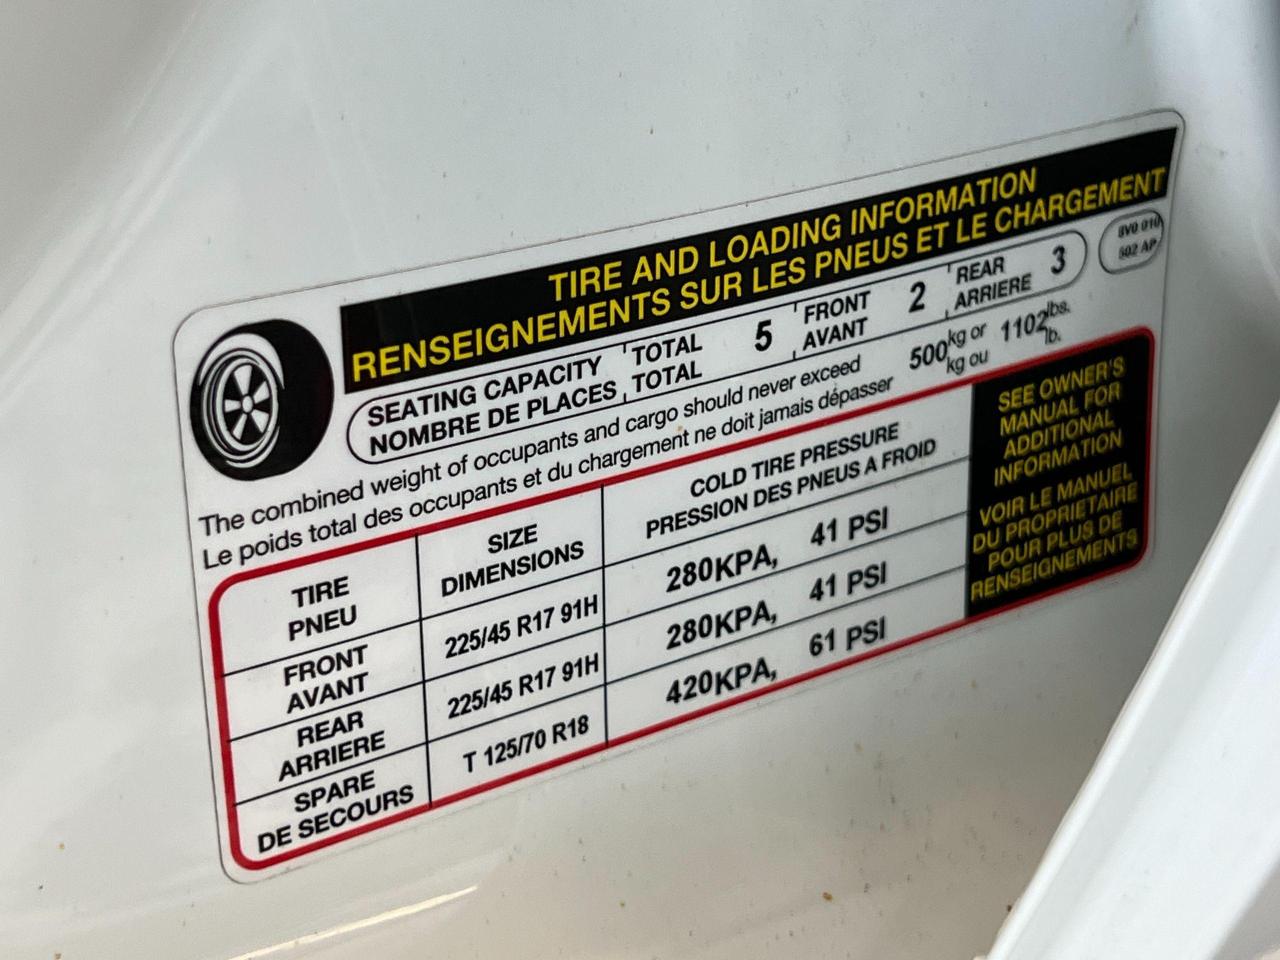 TIRE AND LOADING INFORMATION
RENSEIGNEMENTS SUR LES PNEUS ET LE CHARGEMENT
SEATING CAPACITY TOTAL 5 FRONT 2 REAR 3
NOMBRE DE PLACES TOTAL AVANT ARRIERE
8V0 010
502 AP
The combined weight of occupants and cargo should never exceed 500 kg or 1102 lbs.
Le poids total des occupants et du chargement ne doit jamais dépasser kg ou lb.
TIRE SIZE COLD TIRE PRESSURE
PNEU DIMENSIONS PRESSION DES PNEUS A FROID
FRONT 225/45 R17 91H 280KPA, 41 PSI
AVANT
REAR 225/45 R17 91H 280KPA, 41 PSI
ARRIERE
SPARE T 125/70 R18 420KPA, 61 PSI
DE SECOURS
SEE OWNER'S
MANUAL FOR
ADDITIONAL
INFORMATION
VOIR LE MANUEL
DU PROPRIETAIRE
POUR PLUS DE
RENSEIGNEMENTS